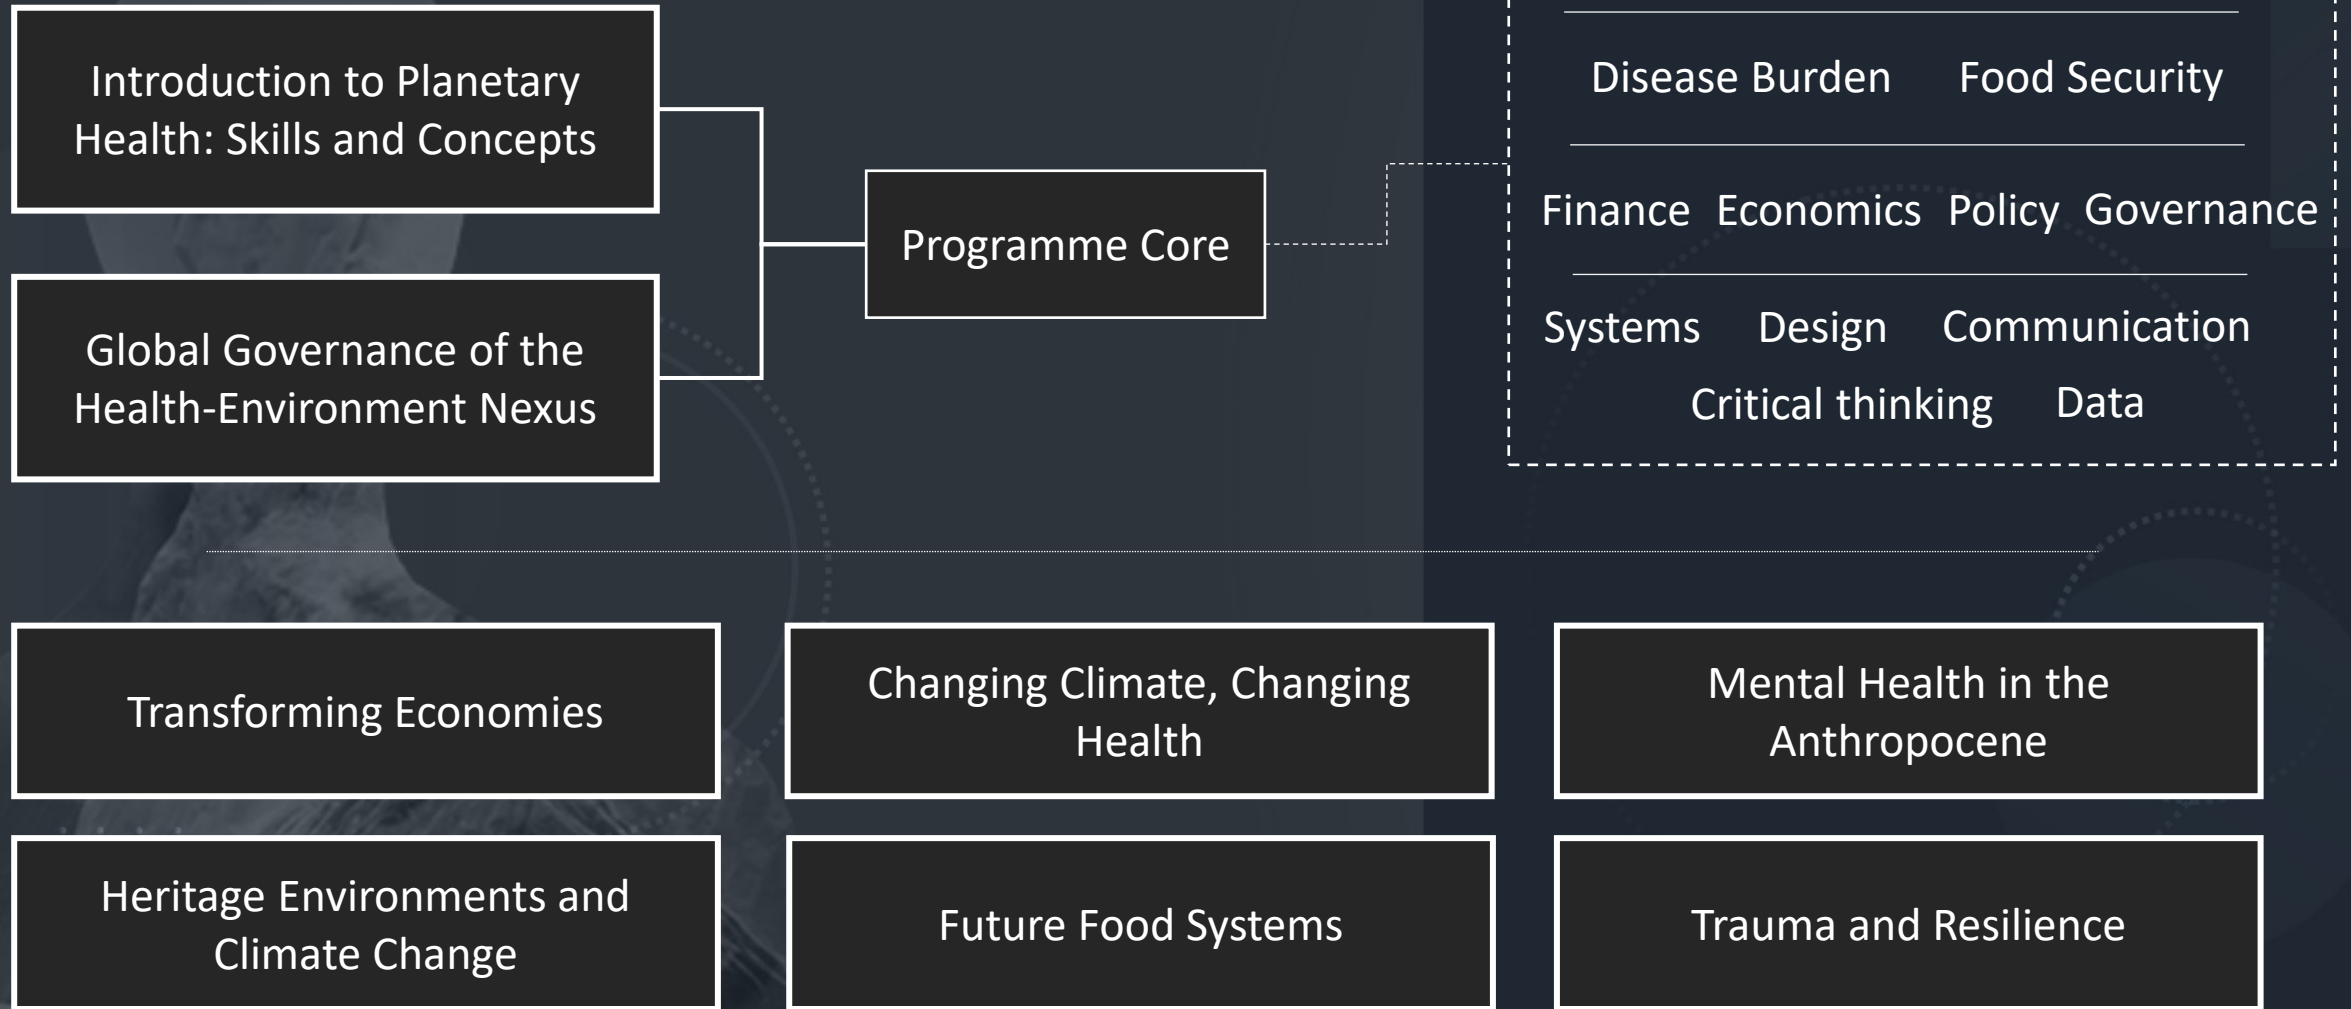 Introduction to Planetary
Health: Skills and Concepts
Global Governance of the
Health-Environment Nexus
Programme Core
Disease Burden Food Security
Finance Economics Policy Governance
Systems Design Communication
Critical thinking Data
Transforming Economies
Changing Climate, Changing
Health
Mental Health in the
Anthropocene
Heritage Environments and
Climate Change
Future Food Systems
Trauma and Resilience